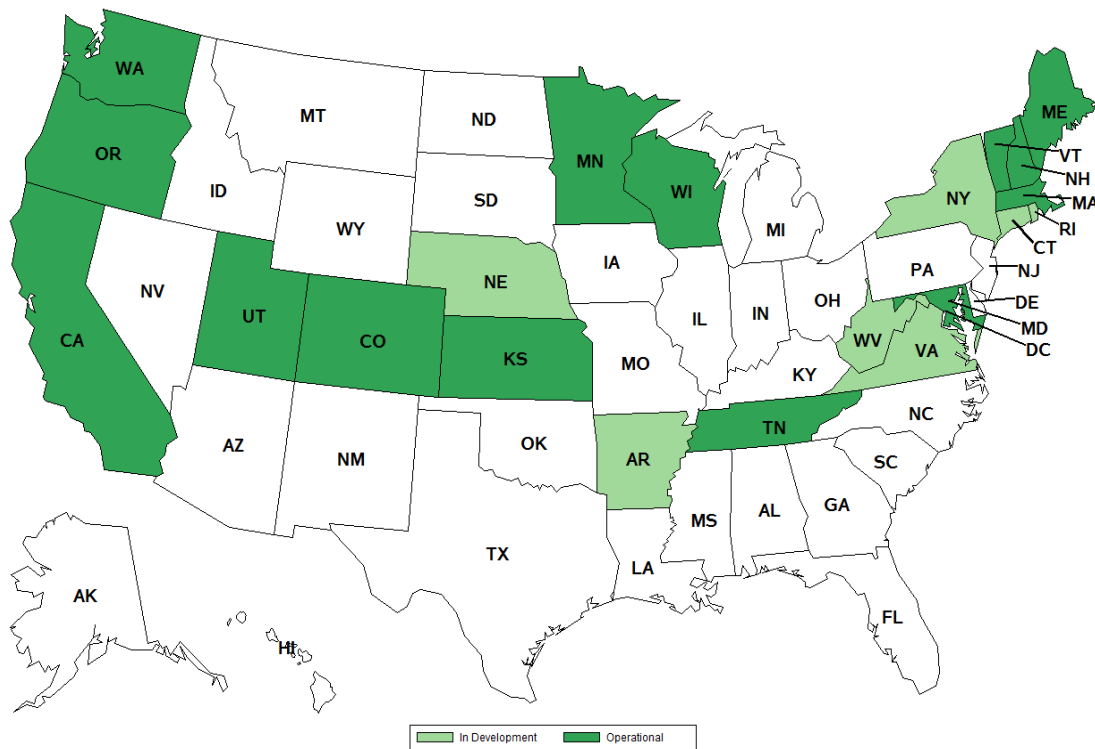 WA
MT
ND
ME
OR
MN
VT
ID
SD
WI
NH
NY
MA
WY
MI
RI
CT
IA
PA
NJ
NE
NV
OH
DE
UT
IL
IN
MD
CA
CO
WV
VA
DC
KS
MO
KY
NC
TN
AZ
NM
OK
AR
SC
MS
AL
GA
TX
LA
AK
FL
HI
In Development
Operational